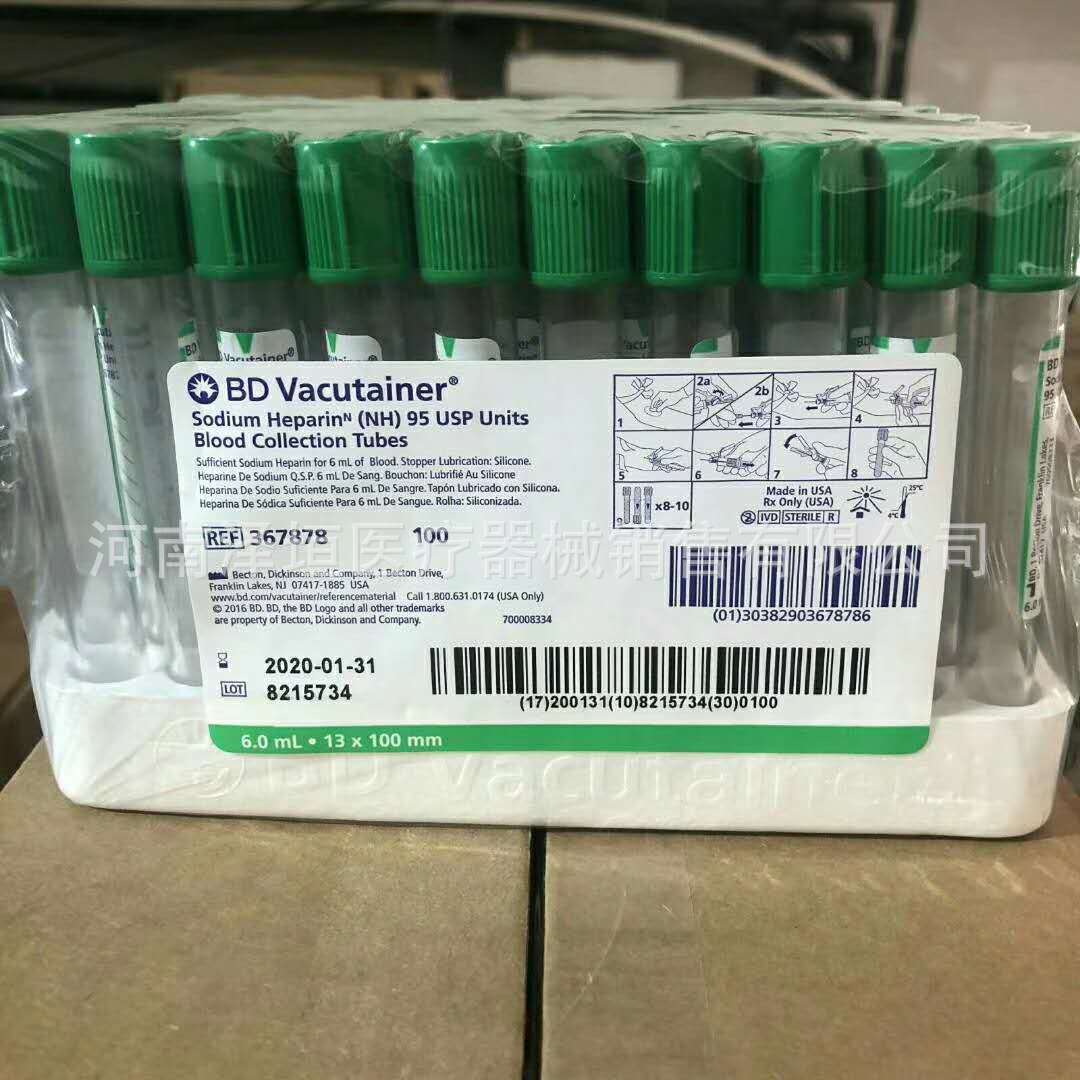 BD Vacutainer®
Sodium Heparinᴺ (NH) 95 USP Units
Blood Collection Tubes
Sufficient Sodium Heparin for 6 mL of Blood. Stopper Lubrication: Silicone.
Heparine De Sodium Q.S.P. 6 mL De Sang. Bouchon: Lubrifié Au Silicone
Heparina De Sodio Suficiente Para 6 mL De Sangre. Tapón Lubricado con Silicona.
Heparina De Sódica Suficiente Para 6 mL De Sangue. Rolha: Siliconizada.
REF 367878 100
Becton, Dickinson and Company, 1 Becton Drive,
Franklin Lakes, NJ 07417-1885 USA
www.bd.com/vacutainer/referencematerial Call 1.800.631.0174 (USA Only)
© 2016 BD. BD, the BD Logo and all other trademarks
are property of Becton, Dickinson and Company. 700008334
2020-01-31
LOT 8215734
6.0 mL • 13 x 100 mm
1 2a 2b 3 4
5 6 7 8
x8-10
Made in USA
Rx Only (USA)
2 IVD STERILE R
4°C 25°C
(01)30382903678786
(17)200131(10)8215734(30)0100
Vacutainer®
BD Vacutainer
河南 垣医疗器械销售有限公司